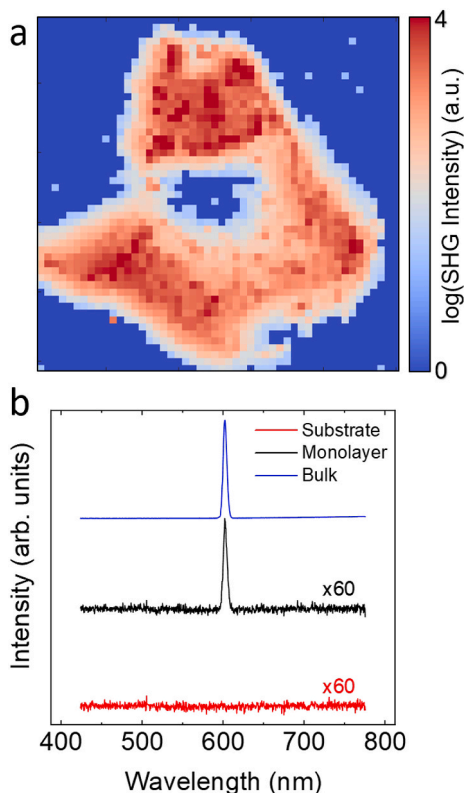 a
4
log(SHG Intensity) (a.u.)
0
b
Substrate
Monolayer
Bulk
x60
x60
Intensity (arb. units)
400 500 600 700 800
Wavelength (nm)